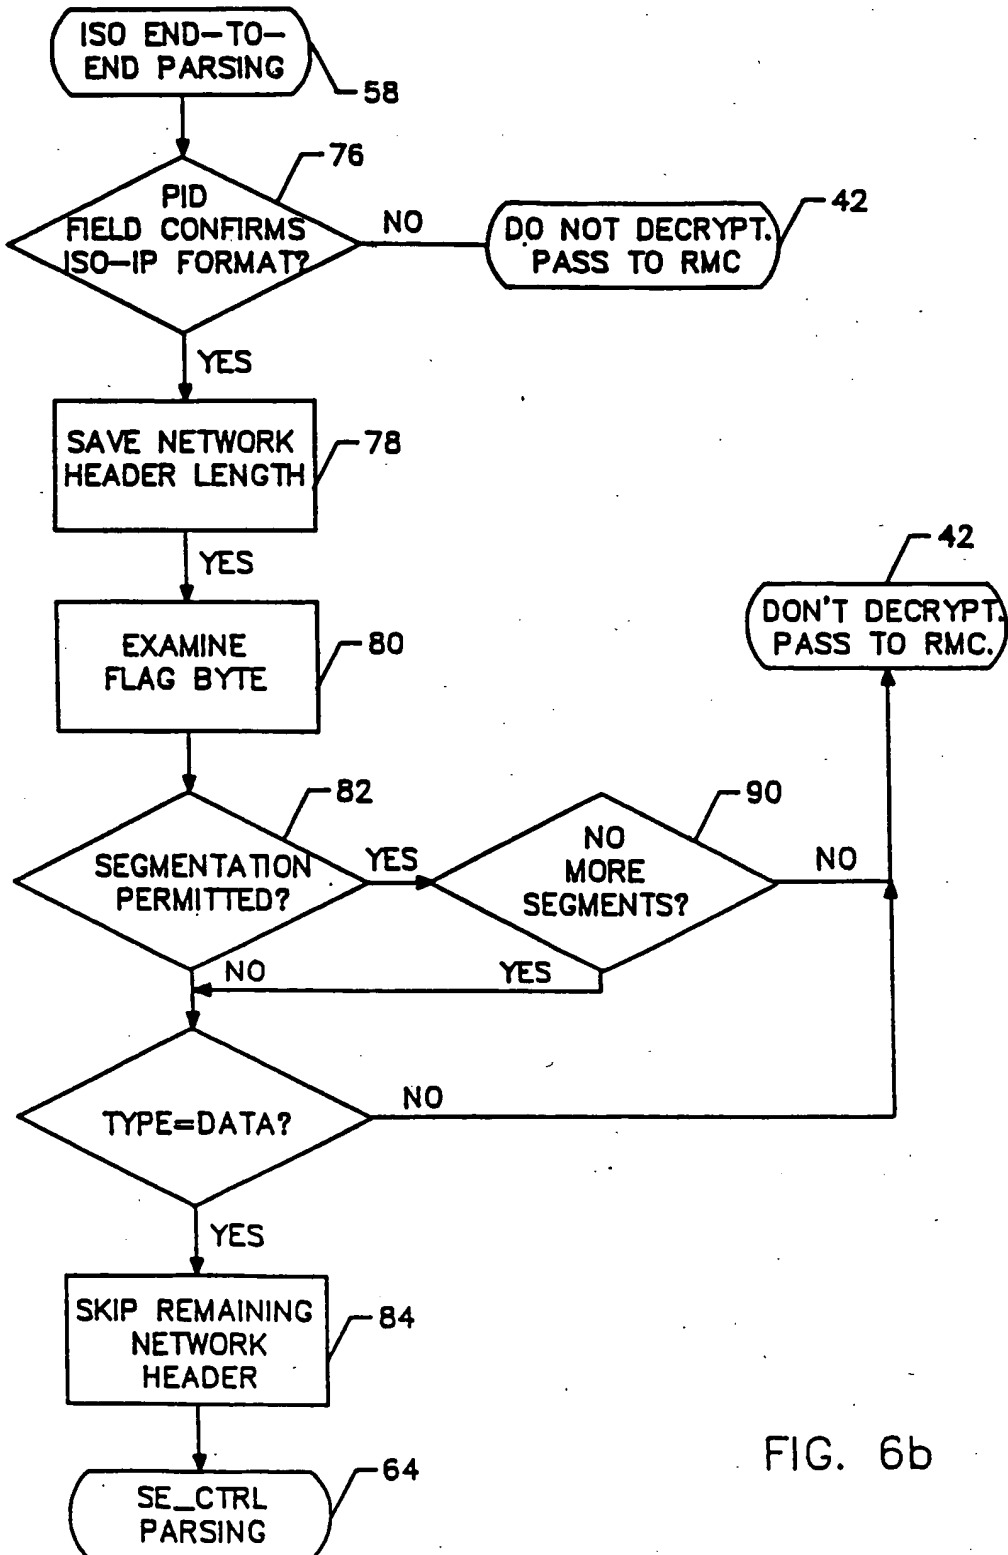 ISO END-TO-
END PARSING
58
76
PID
FIELD CONFIRMS
ISO-IP FORMAT?
NO
42
DO NOT DECRYPT.
PASS TO RMC
YES
SAVE NETWORK
HEADER LENGTH
78
YES
EXAMINE
FLAG BYTE
80
42
DON'T DECRYPT.
PASS TO RMC.
82
SEGMENTATION
PERMITTED?
YES
90
NO
MORE
SEGMENTS?
NO
NO
YES
TYPE=DATA?
NO
YES
SKIP REMAINING
NETWORK
HEADER
84
SE_CTRL
PARSING
64
FIG. 6b